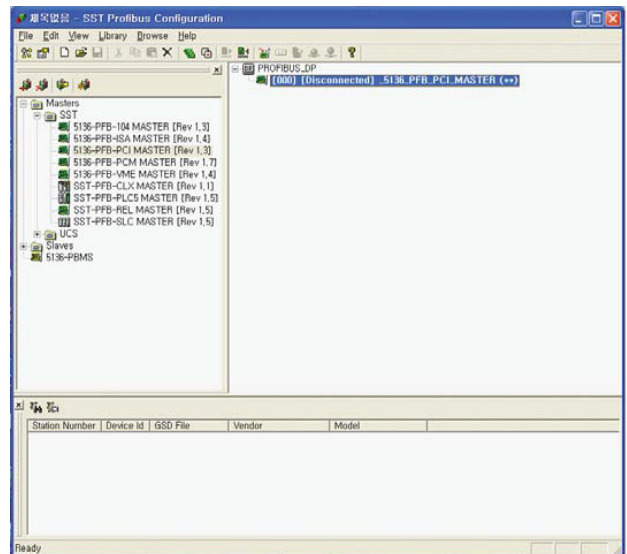 제목없음 - SST Profibus Configuration
File Edit View Library Browse Help
PROFIBUS_DP
[000] [Disconnected] _5136_PFB_PCI_MASTER (**)
Masters
SST
5136-PFB-104 MASTER [Rev 1,3]
5136-PFB-ISA MASTER [Rev 1,4]
5136-PFB-PCI MASTER [Rev 1,3]
5136-PFB-PCM MASTER [Rev 1,7]
5136-PFB-VME MASTER [Rev 1,4]
SST-PFB-CLX MASTER [Rev 1,1]
SST-PFB-PLC5 MASTER [Rev 1,5]
SST-PFB-REL MASTER [Rev 1,5]
SST-PFB-SLC MASTER [Rev 1,5]
UCS
Slaves
5136-PBMS
Station Number Device Id GSD File Vendor Model
Ready